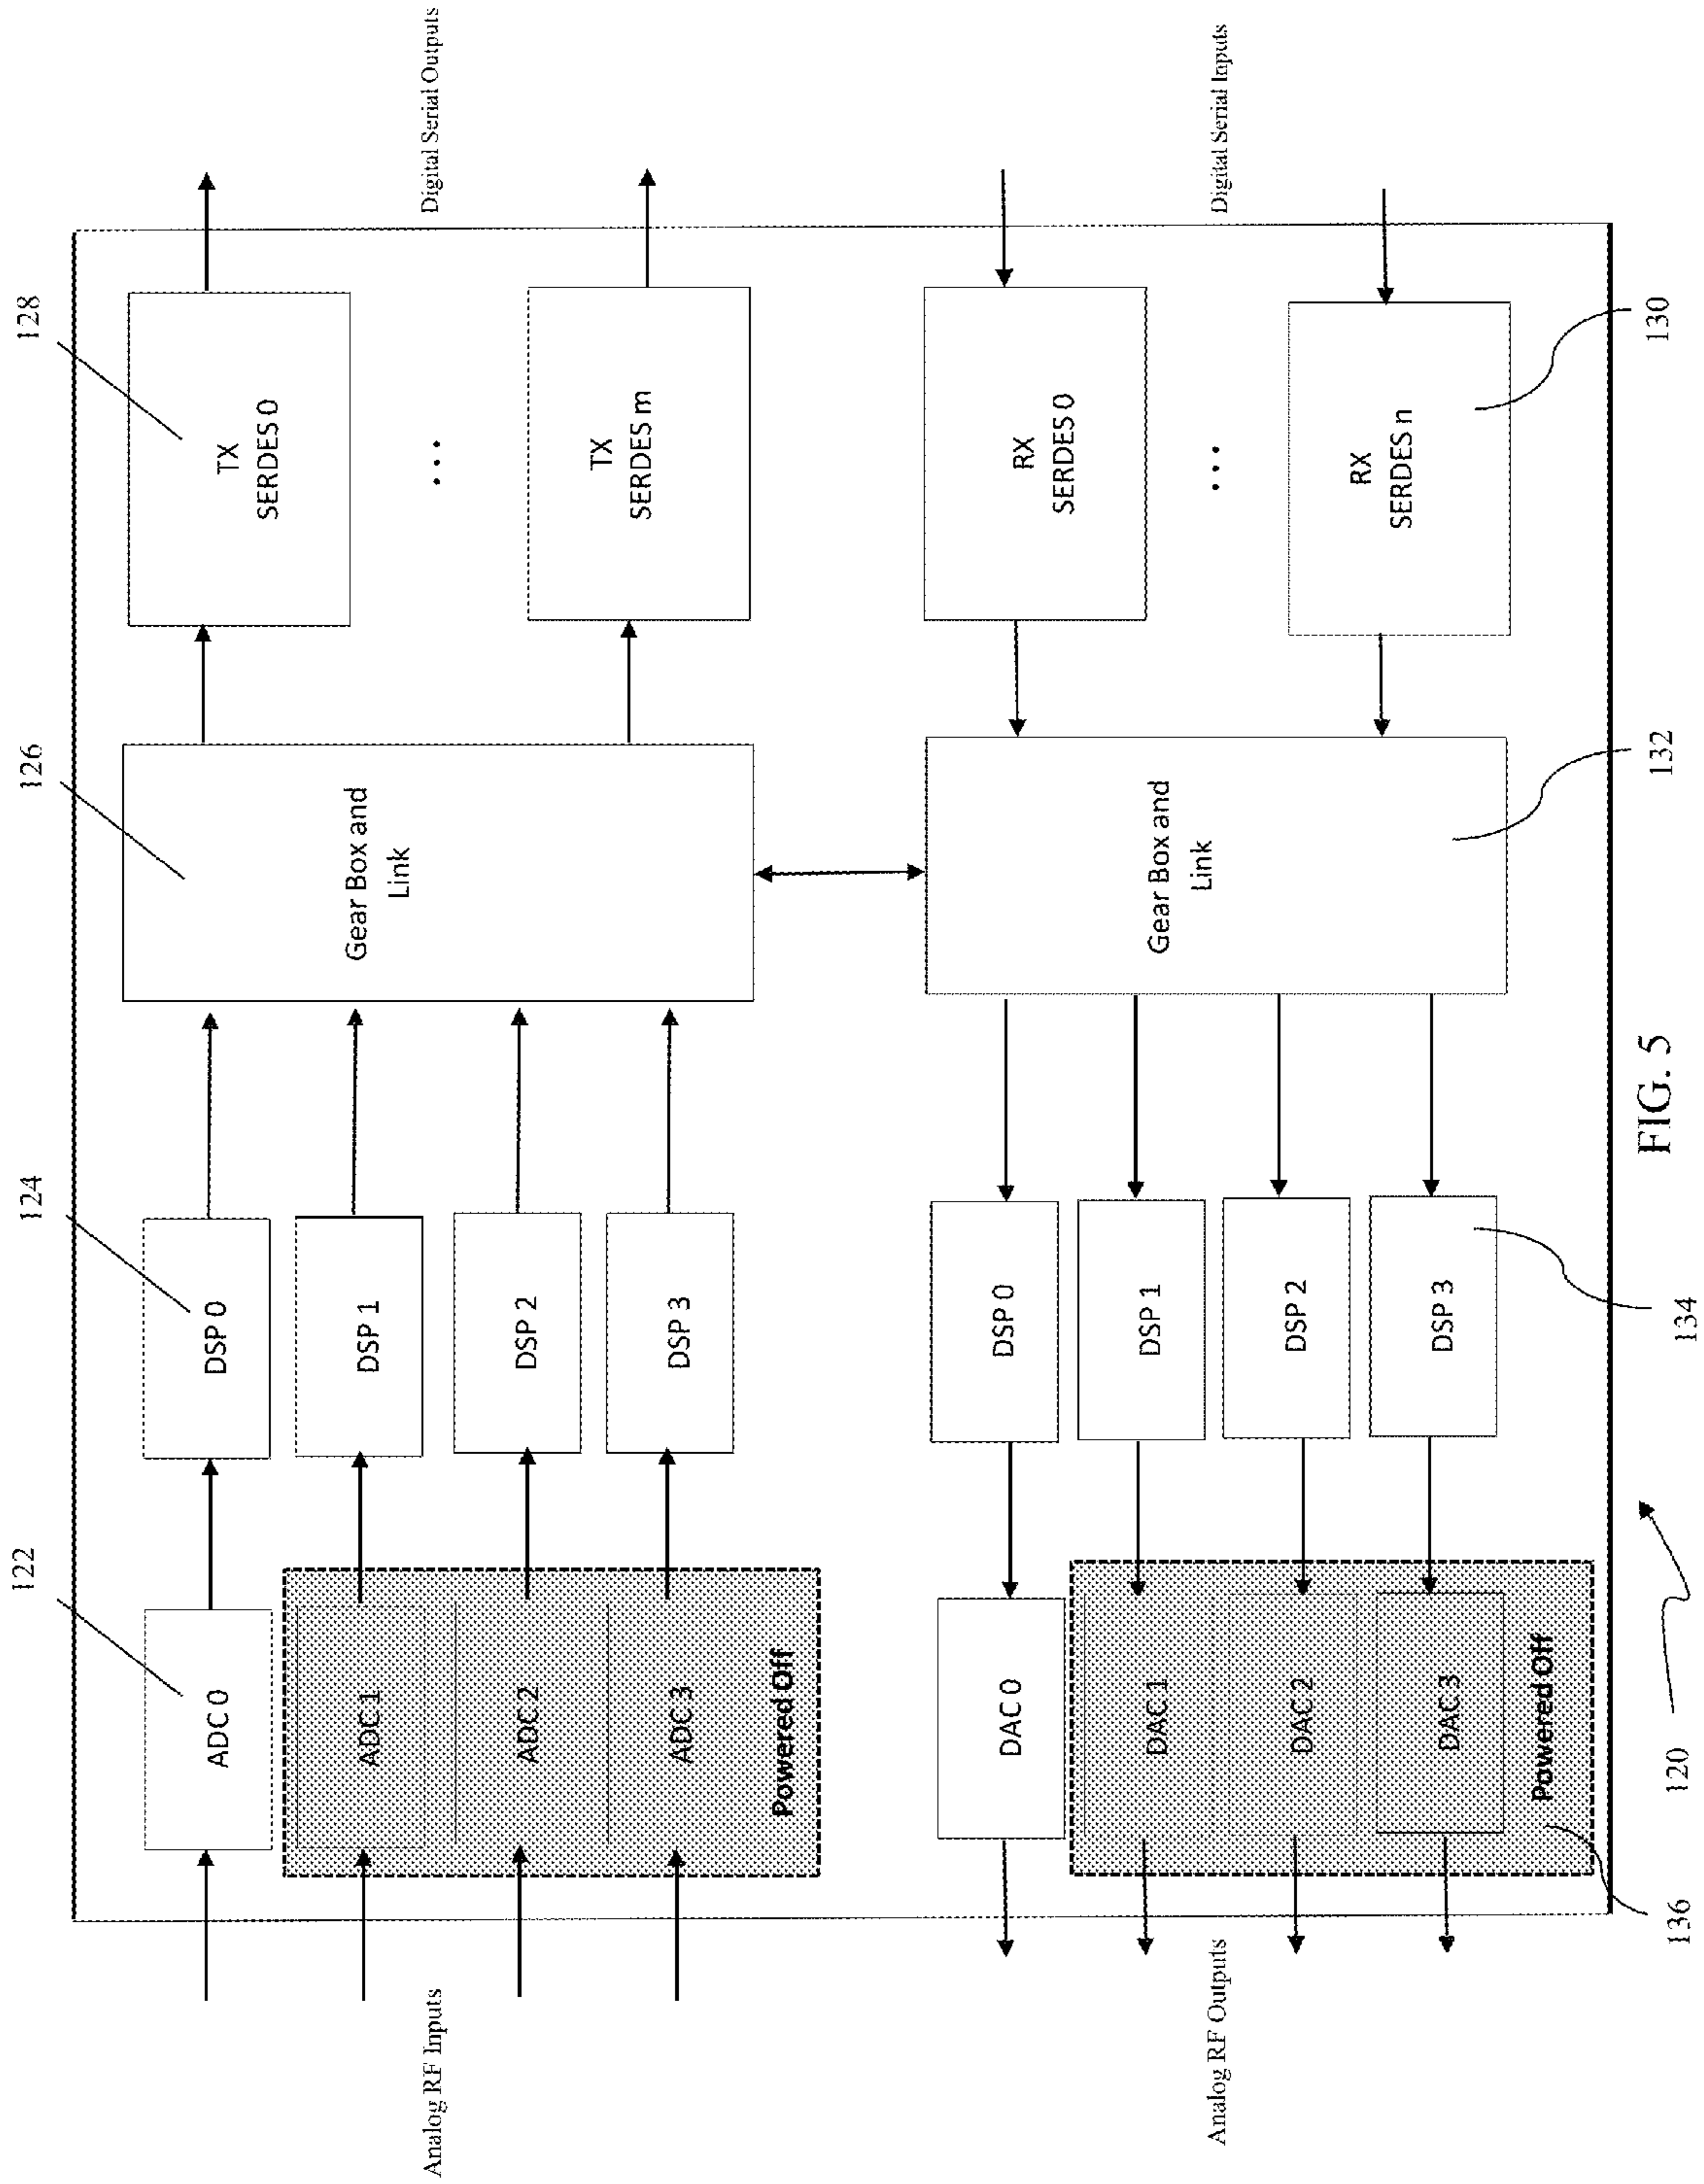 122
124
126
128
Analog RF Inputs
ADC 0
DSP 0
Gear Box and
Link
TX
SERDES 0
Digital Serial Outputs
ADC 1
DSP 1
...
ADC 2
DSP 2
TX
SERDES m
ADC 3
DSP 3
Powered Off
Analog RF Outputs
DAC 0
DSP 0
Gear Box and
Link
RX
SERDES 0
Digital Serial Inputs
DAC 1
DSP 1
...
DAC 2
DSP 2
RX
SERDES n
DAC 3
DSP 3
Powered Off
136
120
134
132
130
FIG. 5